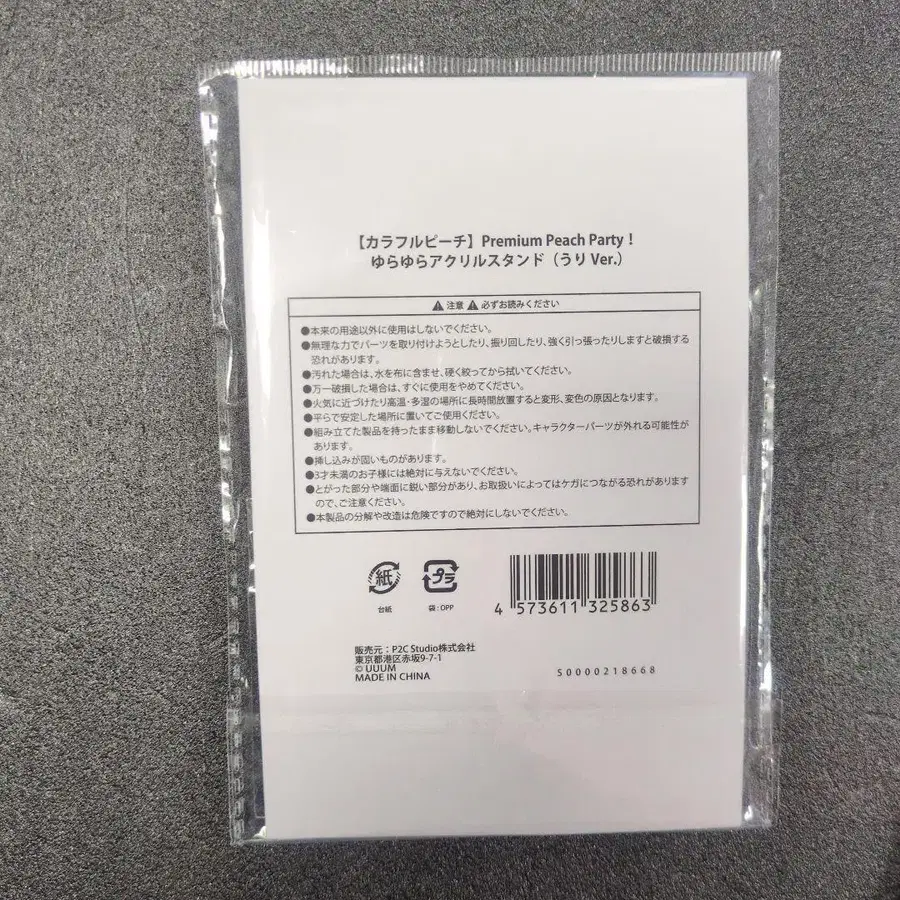 【カラフルピーチ】Premium Peach Party！
ゆらゆらアクリルスタンド（うり Ver.）
⚠ 注意 ⚠ 必ずお読みください
●本来の用途以外に使用はしないでください。
●無理な力でパーツを取り付けようとしたり、振り回したり、強く引っ張ったりしますと破損する
恐れがあります。
●汚れた場合は、水を布に含ませ、硬く絞ってから拭いてください。
●万一破損した場合は、すぐに使用をやめてください。
●火気に近づけたり高温・多湿の場所に長時間放置すると変形、変色の原因となります。
●平らで安定した場所に置いてご使用ください。
●組み立てた製品を持ったまま移動しないでください。キャラクターパーツが外れる可能性が
あります。
●挿し込みが固いものがあります。
●3才未満のお子様には絶対に与えないでください。
●とがった部分や端面に鋭い部分があり、お取扱いによってはケガにつながる恐れがあります
ので、ご注意ください。
●本製品の分解や改造は危険ですので絶対にしないでください。
紙
プラ
台紙
袋：OPP
4 573611 325863
販売元：P2C Studio株式会社
東京都港区赤坂9-7-1
© UUUM
MADE IN CHINA
50000218668